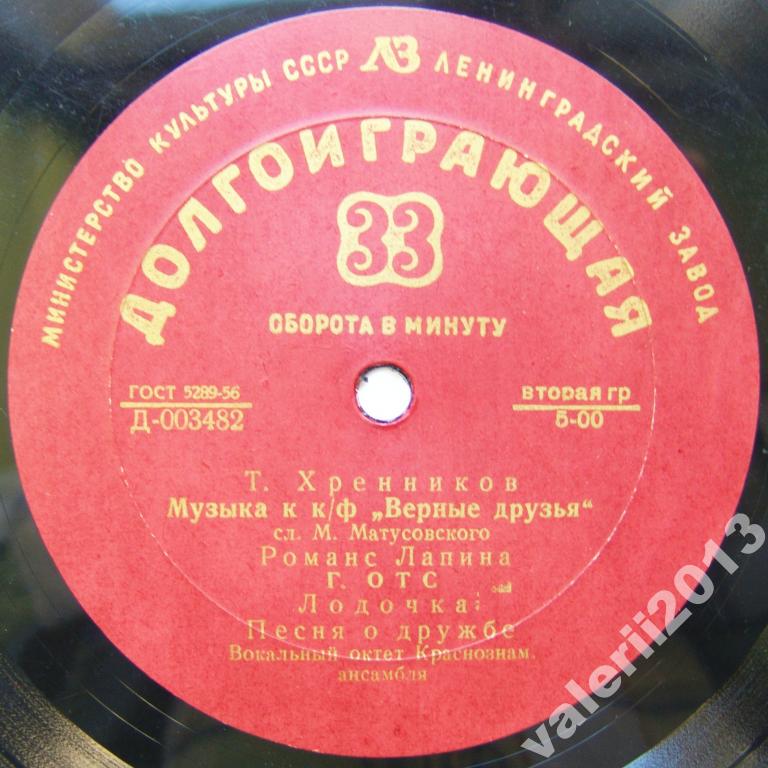 МИНИСТЕРСТВО КУЛЬТУРЫ СССР ЛЗ ЛЕНИНГРАДСКИЙ ЗАВОД
ДОЛГОИГРАЮЩАЯ
33
ОБОРОТА В МИНУТУ
ГОСТ 5289-56
Д-003482
ВТОРАЯ ГР
5-00
Т. Хренников
Музыка к к/ф „Верные друзья“
сл. М. Матусовского
Романс Лапина
Г. ОТС
Лодочка
Песня о дружбе
Вокальный октет Краснознам.
ансамбля
valerii2013